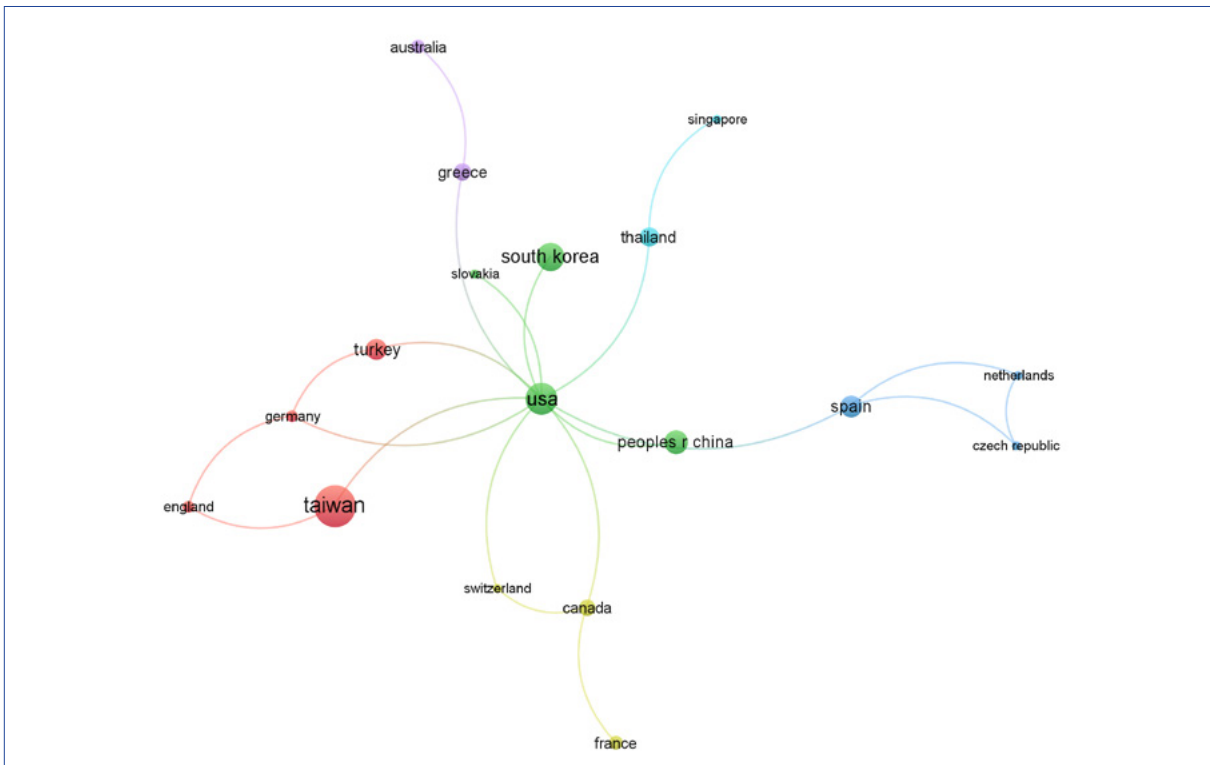 australia
singapore
greece
thailand
south korea
slovakia
turkey
netherlands
usa
spain
germany
peoples r china
czech republic
england
taiwan
switzerland
canada
france